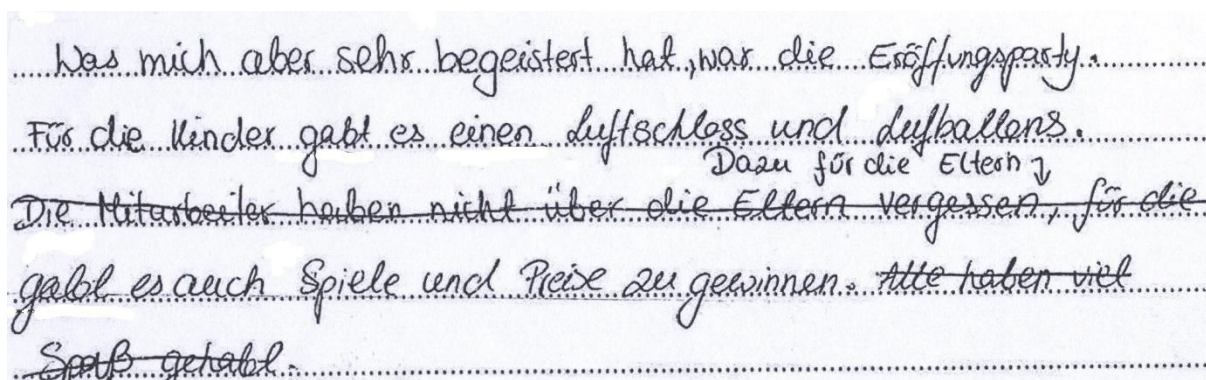 Was mich aber sehr begeistert hat, war die Eröffungsparty.
Für die Kinder gabt es einen Luftschloss und Lufballons.
Dazu für die Eltern ↓
Die Mitarbeiter haben nicht über die Eltern vergessen, für die
gabt es auch Spiele und Preise zu gewinnen. Alle haben viel
Spaß gehabt.